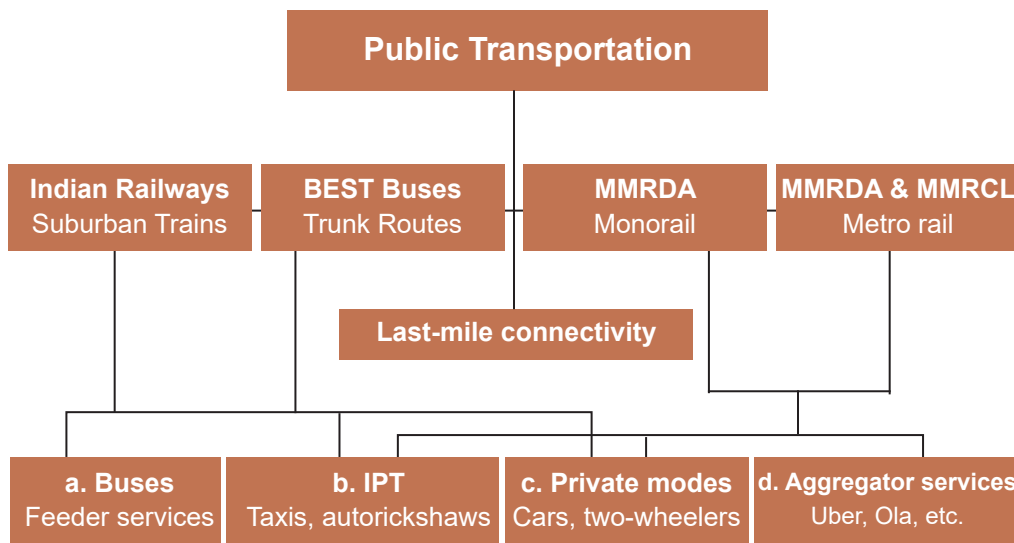 Public Transportation
Indian Railways
Suburban Trains
BEST Buses
Trunk Routes
MMRDA
Monorail
MMRDA & MMRCL
Metro rail
Last-mile connectivity
a. Buses
Feeder services
b. IPT
Taxis, autorickshaws
c. Private modes
Cars, two-wheelers
d. Aggregator services
Uber, Ola, etc.